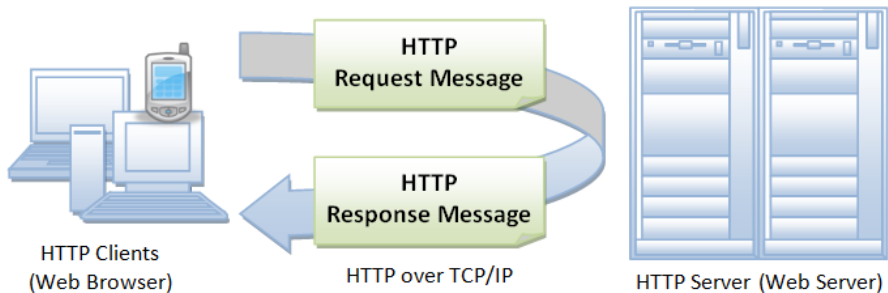 HTTP
Request Message
HTTP
Response Message
HTTP Clients
(Web Browser)
HTTP over TCP/IP
HTTP Server (Web Server)